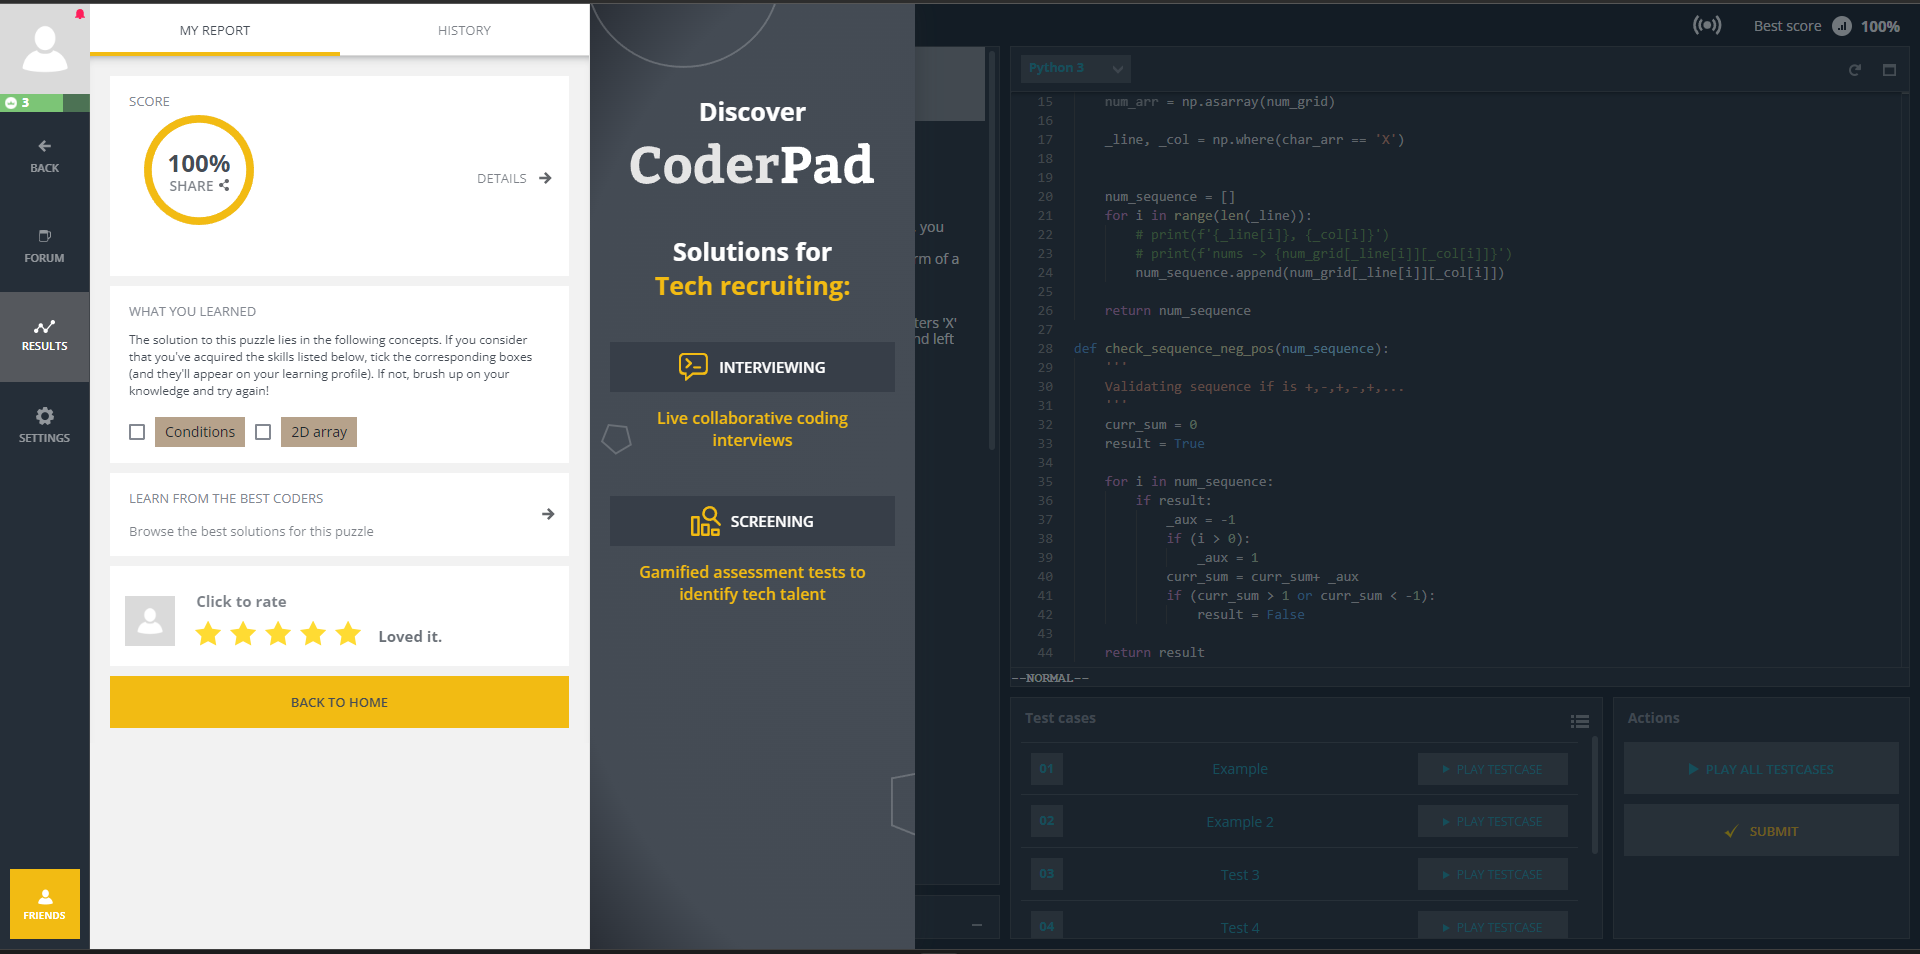 3
BACK
FORUM
RESULTS
SETTINGS
FRIENDS
MY REPORT
HISTORY
SCORE
100%
SHARE
DETAILS
WHAT YOU LEARNED
The solution to this puzzle lies in the following concepts. If you consider
that you've acquired the skills listed below, tick the corresponding boxes
(and they'll appear on your learning profile). If not, brush up on your
knowledge and try again!
Conditions
2D array
LEARN FROM THE BEST CODERS
Browse the best solutions for this puzzle
Click to rate
Loved it.
BACK TO HOME
Discover
CoderPad
Solutions for
Tech recruiting:
INTERVIEWING
Live collaborative coding
interviews
SCREENING
Gamified assessment tests to
identify tech talent
you
rm of a
ters 'X'
nd left
Best score 100%
Python 3
15 num_arr = np.asarray(num_grid)
16
17 _line, _col = np.where(char_arr == 'X')
18
19
20 num_sequence = []
21 for i in range(len(_line)):
22 # print(f'{_line[i]}, {_col[i]}')
23 # print(f'nums -> {num_grid[_line[i]][_col[i]]}')
24 num_sequence.append(num_grid[_line[i]][_col[i]])
25
26 return num_sequence
27
28 def check_sequence_neg_pos(num_sequence):
29 '''
30 Validating sequence if is +,-,+,-,+,...
31 '''
32 curr_sum = 0
33 result = True
34
35 for i in num_sequence:
36 if result:
37 _aux = -1
38 if (i > 0):
39 _aux = 1
40 curr_sum = curr_sum+ _aux
41 if (curr_sum > 1 or curr_sum < -1):
42 result = False
43
44 return result
--NORMAL--
Test cases
01 Example PLAY TESTCASE
02 Example 2 PLAY TESTCASE
03 Test 3 PLAY TESTCASE
04 Test 4 PLAY TESTCASE
Actions
PLAY ALL TESTCASES
SUBMIT